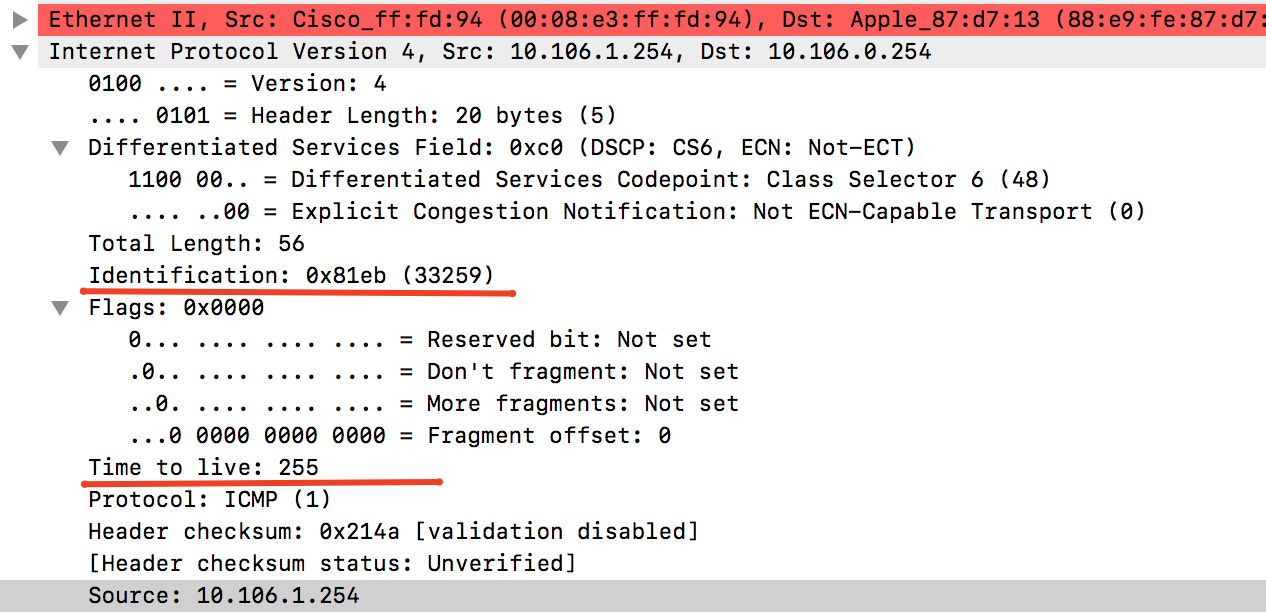 Ethernet II, Src: Cisco_ff:fd:94 (00:08:e3:ff:fd:94), Dst: Apple_87:d7:13 (88:e9:fe:87:d7:
Internet Protocol Version 4, Src: 10.106.1.254, Dst: 10.106.0.254
0100 .... = Version: 4
.... 0101 = Header Length: 20 bytes (5)
Differentiated Services Field: 0xc0 (DSCP: CS6, ECN: Not-ECT)
1100 00.. = Differentiated Services Codepoint: Class Selector 6 (48)
.... ..00 = Explicit Congestion Notification: Not ECN-Capable Transport (0)
Total Length: 56
Identification: 0x81eb (33259)
Flags: 0x0000
0... .... .... .... = Reserved bit: Not set
.0.. .... .... .... = Don't fragment: Not set
..0. .... .... .... = More fragments: Not set
...0 0000 0000 0000 = Fragment offset: 0
Time to live: 255
Protocol: ICMP (1)
Header checksum: 0x214a [validation disabled]
[Header checksum status: Unverified]
Source: 10.106.1.254